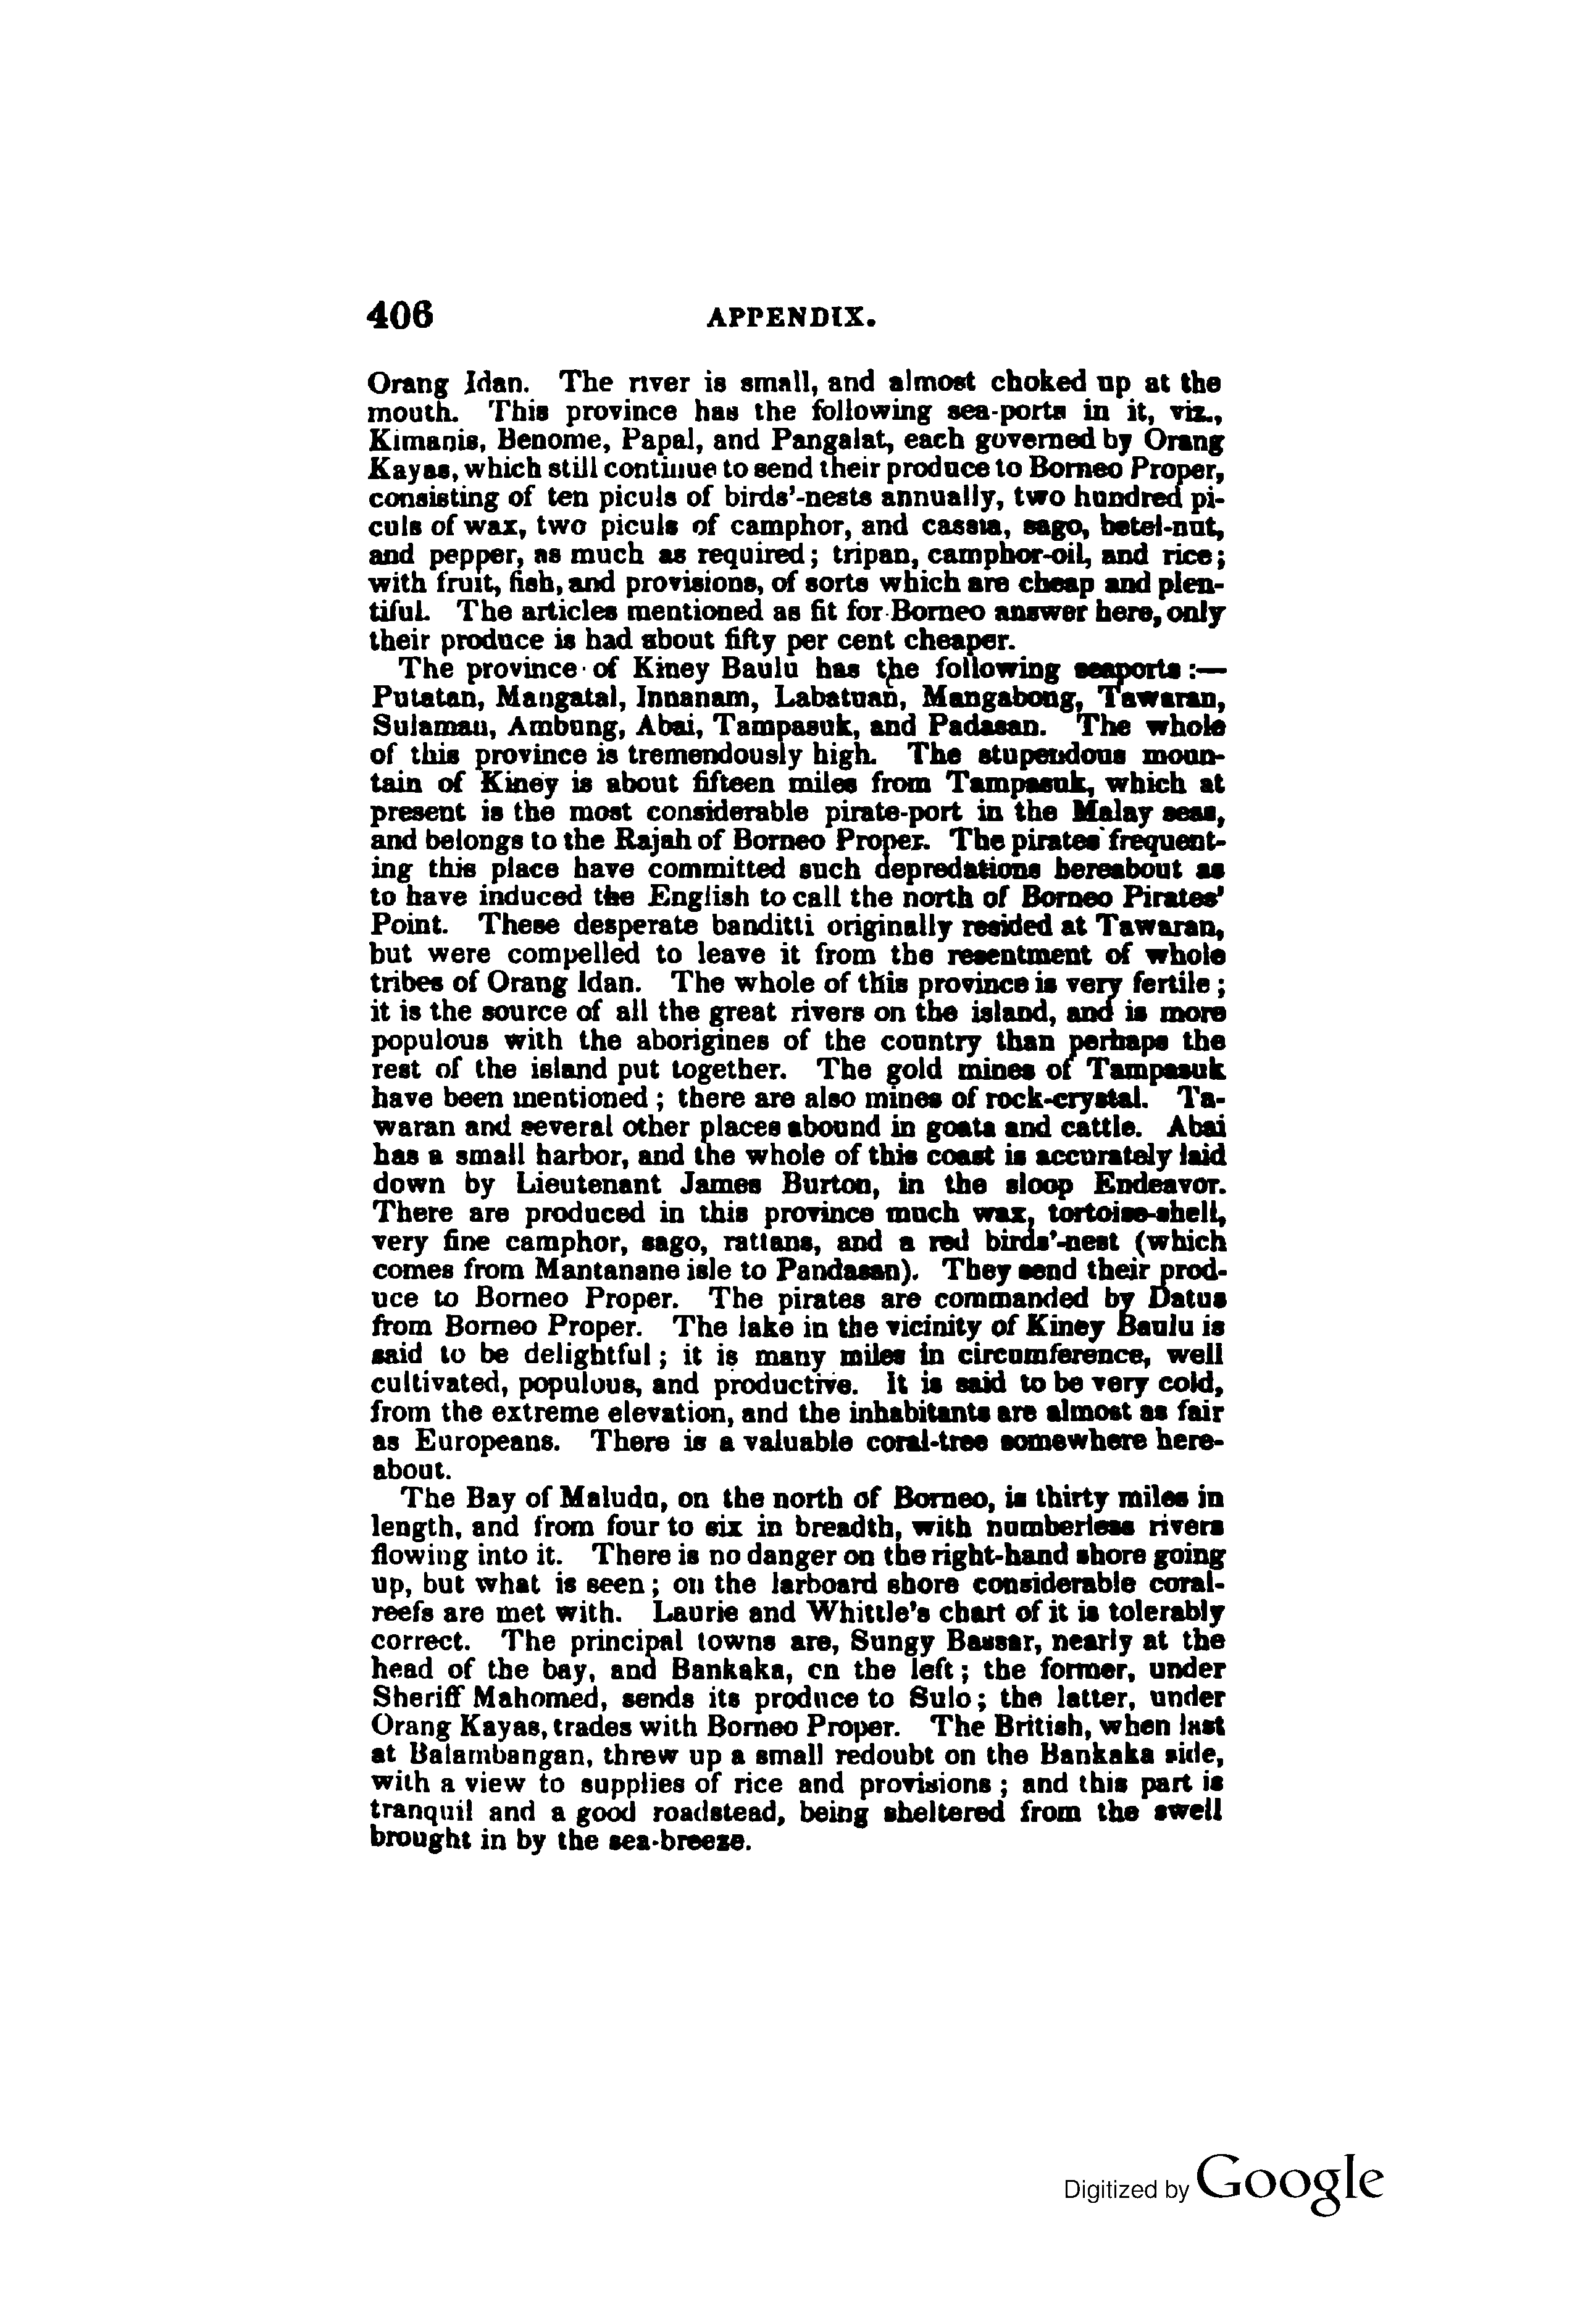 406 APPENDIX.
Orang Idan. The river is small, and almost choked up at the
mouth. This province has the following sea-ports in it, viz.,
Kimanis, Benome, Papal, and Pangalat, each governed by Orang
Kayas, which still continue to send their produce to Borneo Proper,
consisting of ten piculs of birds'-nests annually, two hundred pi-
culs of wax, two piculs of camphor, and cassia, sago, betel-nut,
and pepper, as much as required; tripan, camphor-oil, and rice;
with fruit, fish, and provisions, of sorts which are cheap and plen-
tiful. The articles mentioned as fit for Borneo answer here, only
their produce is had about fifty per cent cheaper.
The province of Kiney Baulu has the following seaports:—
Putatan, Mangatal, Innanam, Labatuan, Mangabong, Tawaran,
Sulaman, Ambung, Abai, Tampasuk, and Padasan. The whole
of this province is tremendously high. The stupendous moun-
tain of Kiney is about fifteen miles from Tampasuk, which at
present is the most considerable pirate-port in the Malay seas,
and belongs to the Rajah of Borneo Proper. The pirates frequent-
ing this place have committed such depredations hereabout as
to have induced the English to call the north of Borneo Pirates'
Point. These desperate banditti originally resided at Tawaran,
but were compelled to leave it from the resentment of whole
tribes of Orang Idan. The whole of this province is very fertile;
it is the source of all the great rivers on the island, and is more
populous with the aborigines of the country than perhaps the
rest of the island put together. The gold mines of Tampasuk
have been mentioned; there are also mines of rock-crystal. Ta-
waran and several other places abound in goats and cattle. Abai
has a small harbor, and the whole of this coast is accurately laid
down by Lieutenant James Burton, in the sloop Endeavor.
There are produced in this province much wax, tortoise-shell,
very fine camphor, sago, rattans, and a red birds'-nest (which
comes from Mantanane isle to Pandasan). They send their prod-
uce to Borneo Proper. The pirates are commanded by Datus
from Borneo Proper. The lake in the vicinity of Kiney Baulu is
said to be delightful; it is many miles in circumference, well
cultivated, populous, and productive. It is said to be very cold,
from the extreme elevation, and the inhabitants are almost as fair
as Europeans. There is a valuable coral-tree somewhere here-
about.
The Bay of Maludu, on the north of Borneo, is thirty miles in
length, and from four to six in breadth, with numberless rivers
flowing into it. There is no danger on the right-hand shore going
up, but what is seen; on the larboard shore considerable coral-
reefs are met with. Laurie and Whittle's chart of it is tolerably
correct. The principal towns are, Sungy Bassar, nearly at the
head of the bay, and Bankaka, on the left; the former, under
Sheriff Mahomed, sends its produce to Sulo; the latter, under
Orang Kayas, trades with Borneo Proper. The British, when last
at Balambangan, threw up a small redoubt on the Bankaka side,
with a view to supplies of rice and provisions; and this part is
tranquil and a good roadstead, being sheltered from the swell
brought in by the sea-breeze.
Digitized by Google